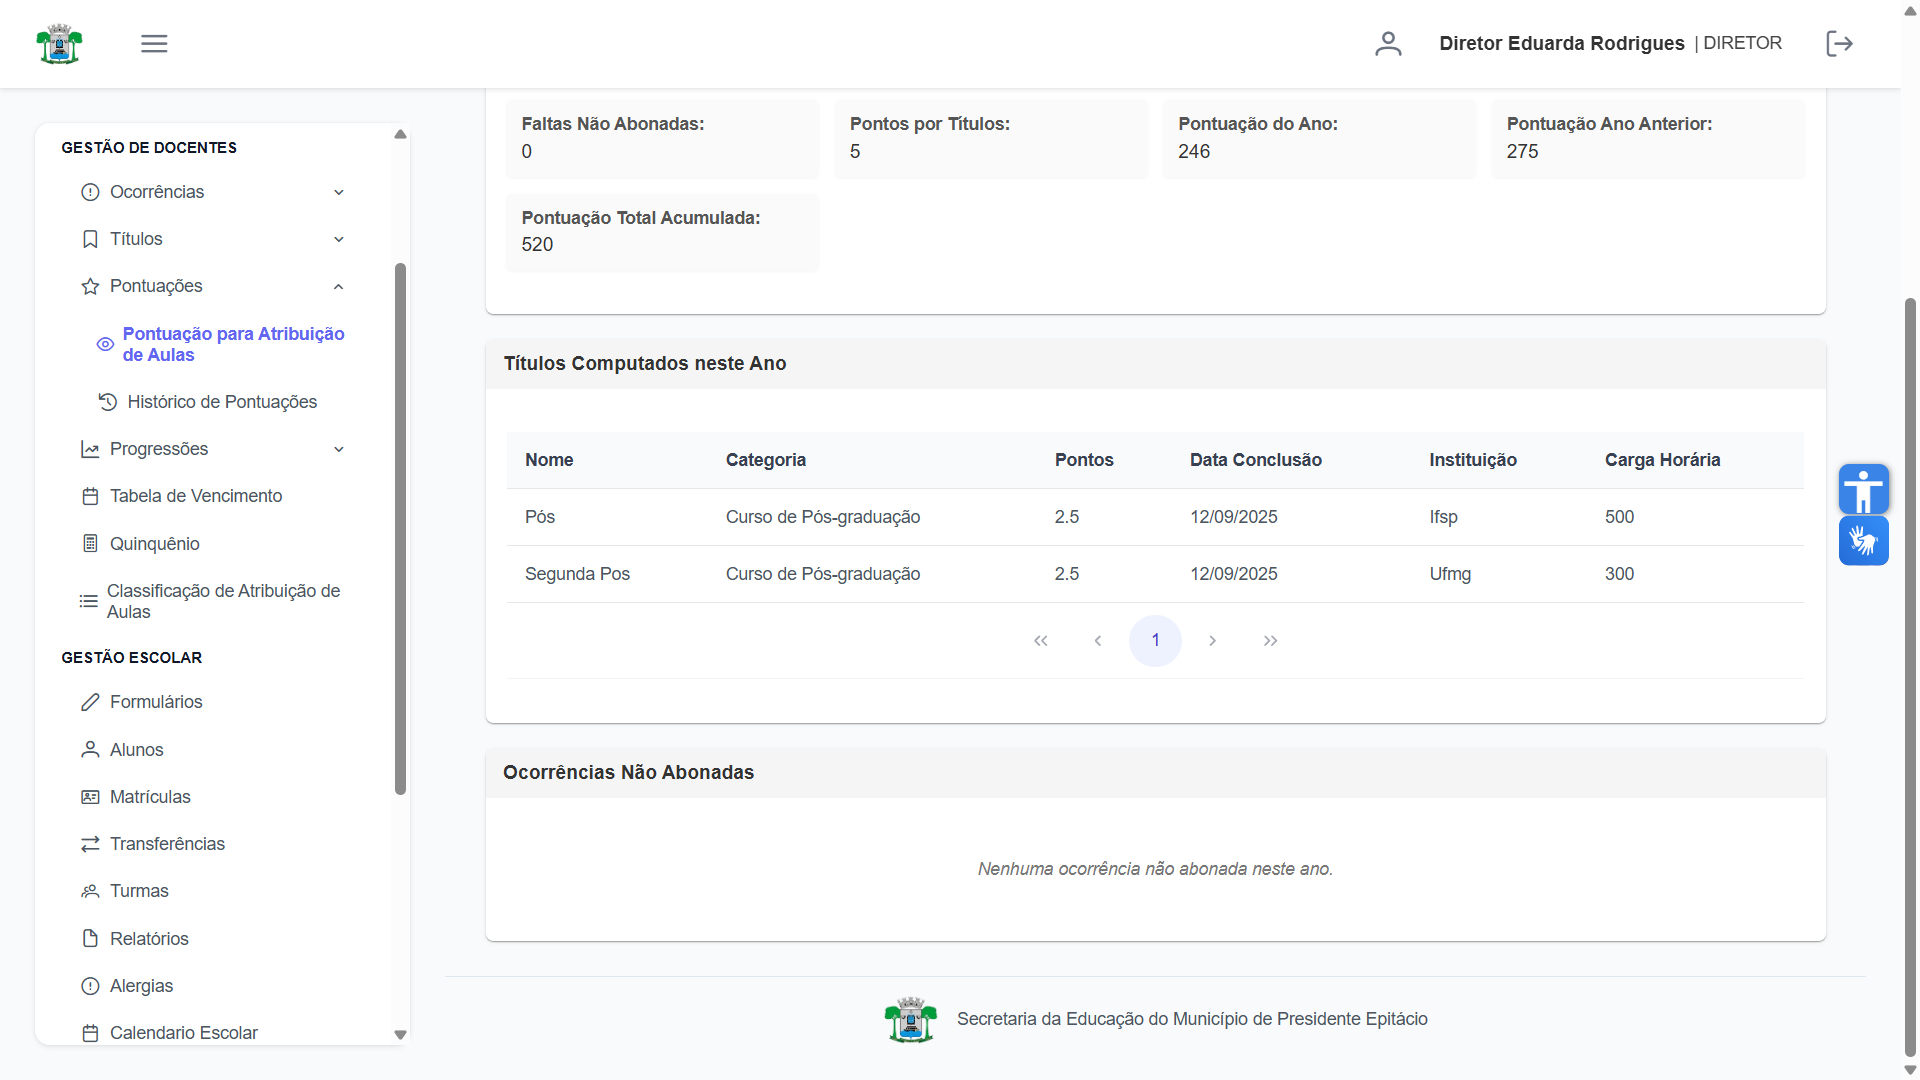 Diretor Eduarda Rodrigues | DIRETOR
GESTÃO DE DOCENTES
Ocorrências
Títulos
Pontuações
Pontuação para Atribuição
de Aulas
Histórico de Pontuações
Progressões
Tabela de Vencimento
Quinquênio
Classificação de Atribuição de
Aulas
GESTÃO ESCOLAR
Formulários
Alunos
Matrículas
Transferências
Turmas
Relatórios
Alergias
Calendario Escolar
Faltas Não Abonadas: Pontos por Títulos: Pontuação do Ano: Pontuação Ano Anterior:
0 5 246 275
Pontuação Total Acumulada:
520
Títulos Computados neste Ano
Nome Categoria Pontos Data Conclusão Instituição Carga Horária
Pós Curso de Pós-graduação 2.5 12/09/2025 Ifsp 500
Segunda Pos Curso de Pós-graduação 2.5 12/09/2025 Ufmg 300
1
Ocorrências Não Abonadas
Nenhuma ocorrência não abonada neste ano.
Secretaria da Educação do Município de Presidente Epitácio